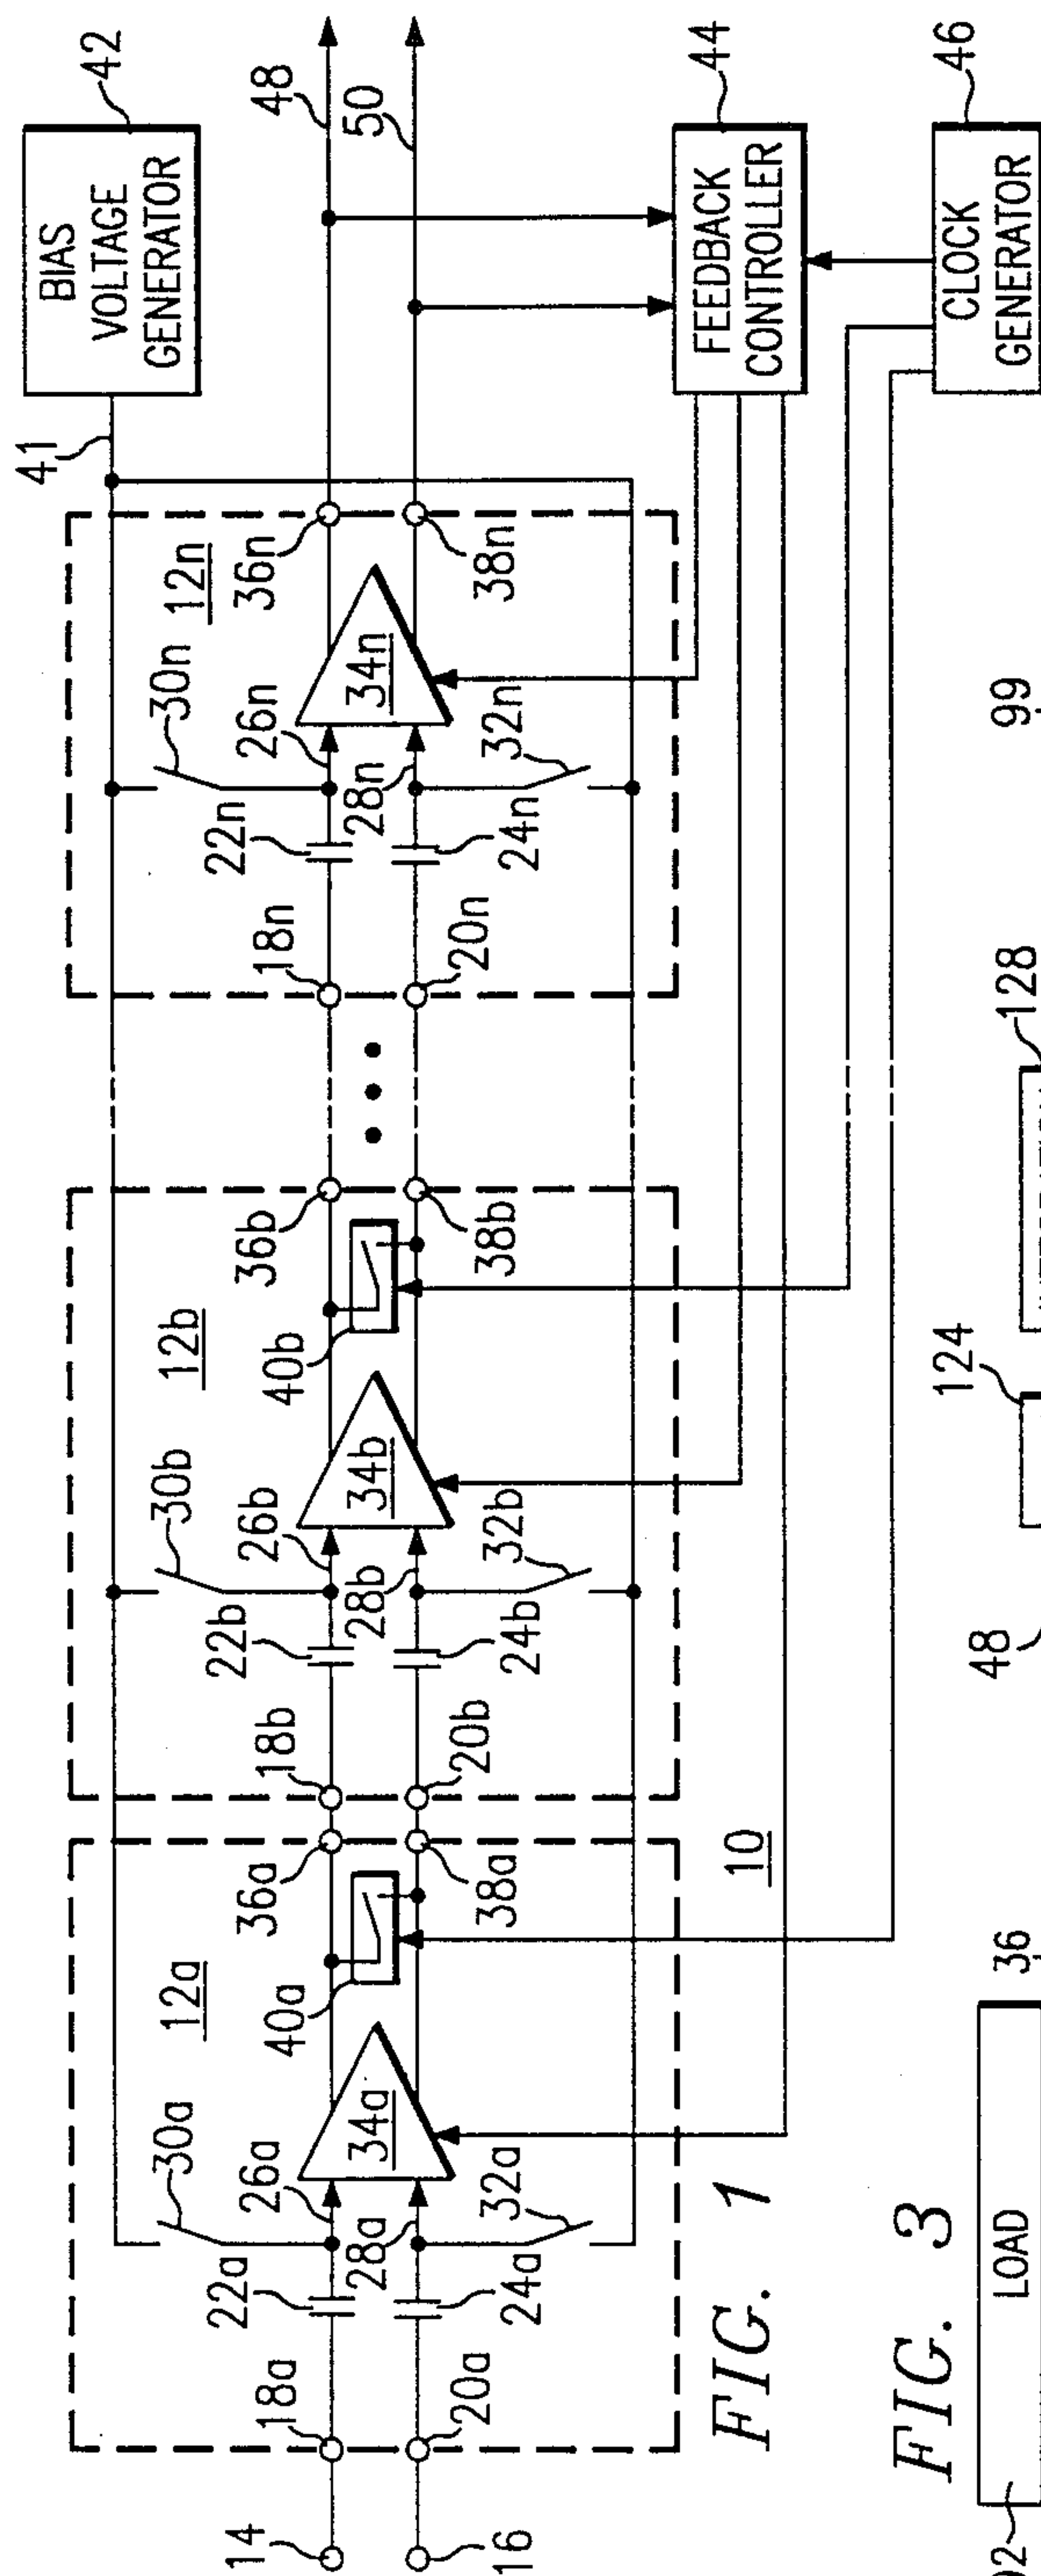 42
BIAS
VOLTAGE
GENERATOR
41
48
50
44
FEEDBACK
CONTROLLER
46
CLOCK
GENERATOR
12n
36n
38n
30n
26n
34n
32n
22n
28n
24n
18n
20n
12b
36b
38b
40b
30b
26b
34b
32b
22b
28b
24b
18b
20b
12a
36a
38a
40a
30a
26a
34a
32a
22a
28a
24a
18a
20a
14
16
10
FIG. 1
99
128
124
48
36
LOAD
FIG. 3